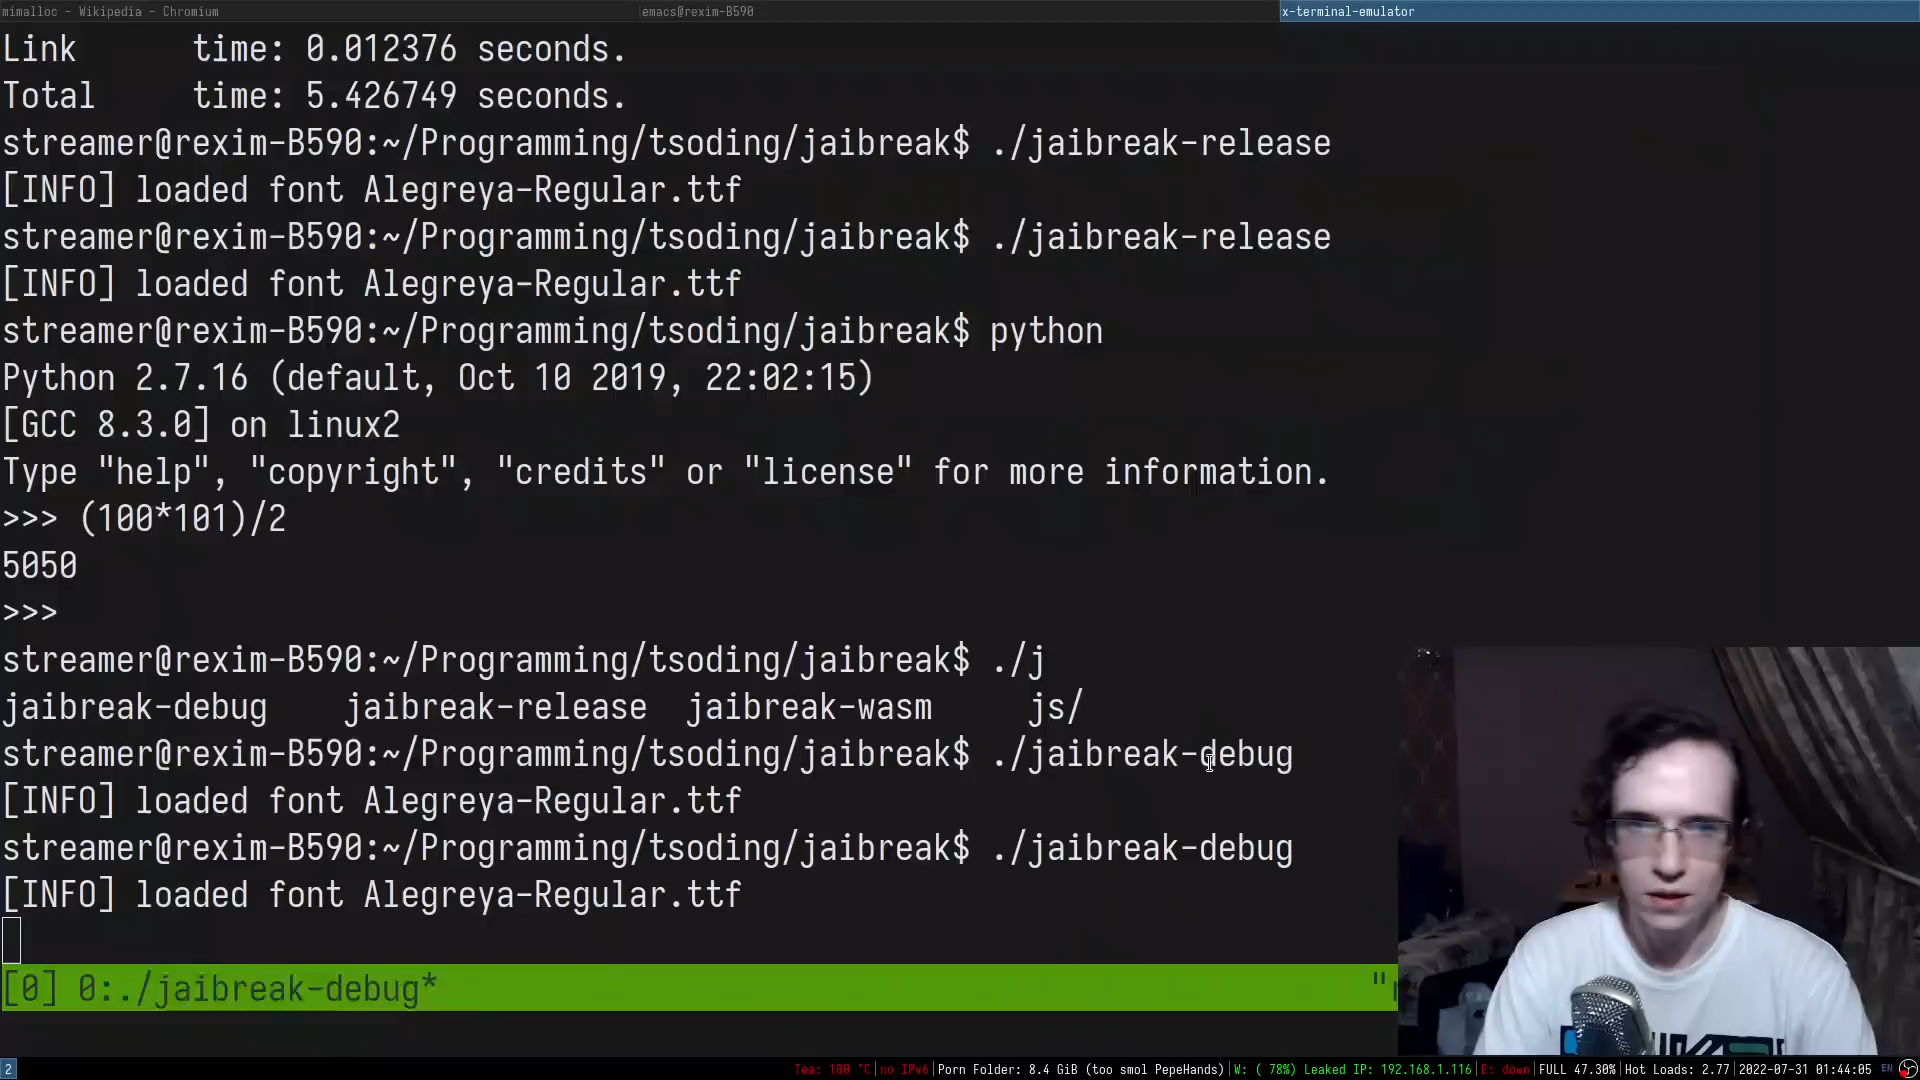 mimalloc - Wikipedia - Chromium
emacs@rexim-B590
x-terminal-emulator
Link      time: 0.012376 seconds.
Total     time: 5.426749 seconds.
streamer@rexim-B590:~/Programming/tsoding/jaibreak$ ./jaibreak-release
[INFO] loaded font Alegreya-Regular.ttf
streamer@rexim-B590:~/Programming/tsoding/jaibreak$ ./jaibreak-release
[INFO] loaded font Alegreya-Regular.ttf
streamer@rexim-B590:~/Programming/tsoding/jaibreak$ python
Python 2.7.16 (default, Oct 10 2019, 22:02:15)
[GCC 8.3.0] on linux2
Type "help", "copyright", "credits" or "license" for more information.
>>> (100*101)/2
5050
>>>
streamer@rexim-B590:~/Programming/tsoding/jaibreak$ ./j
jaibreak-debug    jaibreak-release  jaibreak-wasm     js/
streamer@rexim-B590:~/Programming/tsoding/jaibreak$ ./jaibreak-debug
[INFO] loaded font Alegreya-Regular.ttf
streamer@rexim-B590:~/Programming/tsoding/jaibreak$ ./jaibreak-debug
[INFO] loaded font Alegreya-Regular.ttf
[0] 0:./jaibreak-debug*
2
Tea: 100 °C|no IPv6|Porn Folder: 8.4 GiB (too smol PepeHands)|W: ( 78%) Leaked IP: 192.168.1.116|E: down|FULL 47.30%|Hot Loads: 2.77|2022-07-31 01:44:05 EN